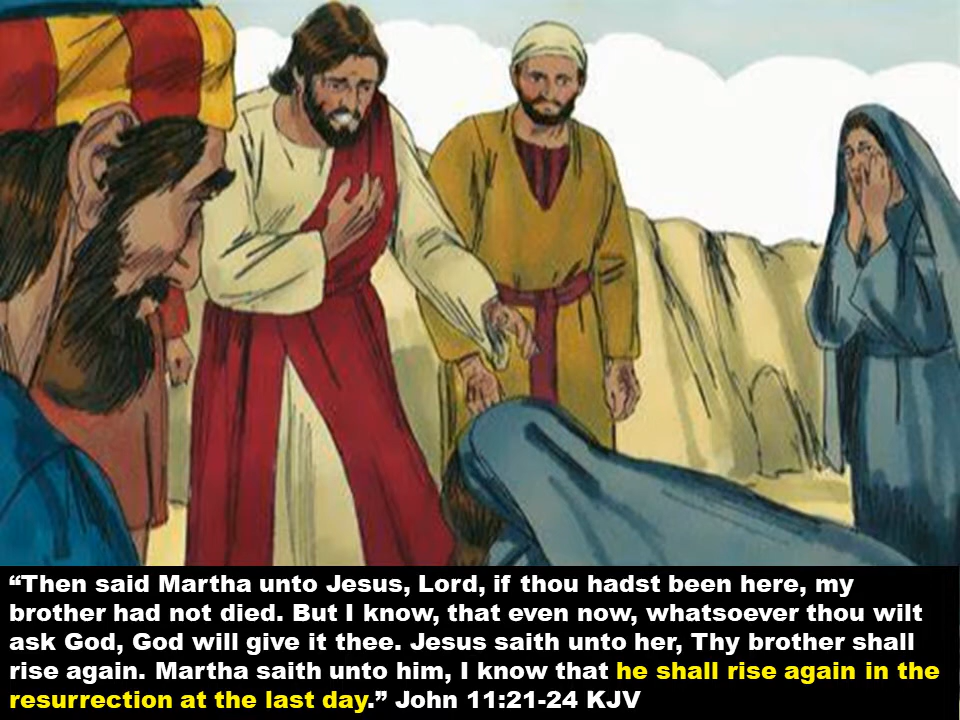 “Then said Martha unto Jesus, Lord, if thou hadst been here, my
brother had not died. But I know, that even now, whatsoever thou wilt
ask God, God will give it thee. Jesus saith unto her, Thy brother shall
rise again. Martha saith unto him, I know that he shall rise again in the
resurrection at the last day.” John 11:21-24 KJV